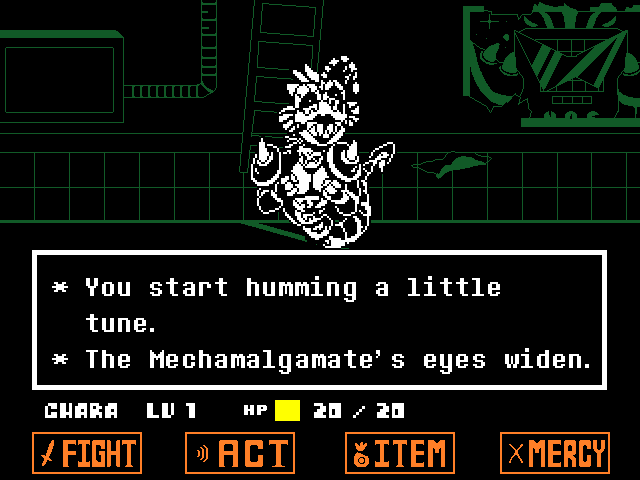 * You start humming a little
tune.
* The Mechamalgamate's eyes widen.
CHARA LV 1 HP 20 / 20
FIGHT ACT ITEM MERCY